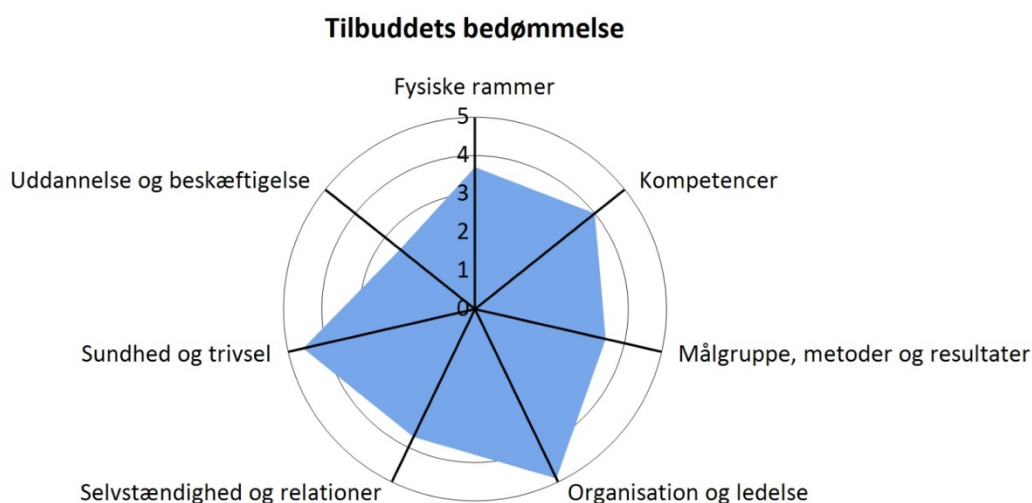 Tilbuddets bedømmelse
Fysiske rammer
5
4
3
2
1
0
Uddannelse og beskæftigelse
Kompetencer
Sundhed og trivsel
Målgruppe, metoder og resultater
Selvstændighed og relationer
Organisation og ledelse